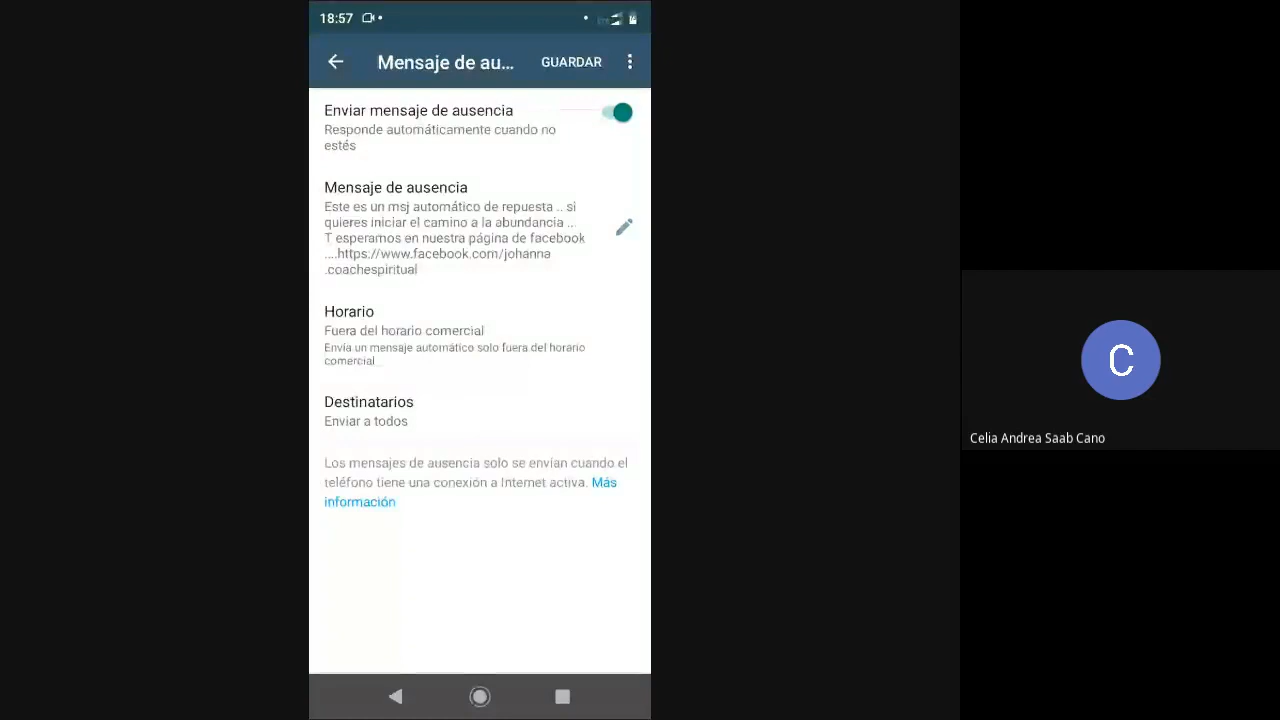 18:57
Mensaje de au...
GUARDAR
Enviar mensaje de ausencia
Responde automáticamente cuando no
estés
Mensaje de ausencia
Este es un msj automático de repuesta .. si
quieres iniciar el camino a la abundancia ...
T esperamos en nuestra página de facebook
....https://www.facebook.com/johanna
.coachespiritual
Horario
Fuera del horario comercial
Envía un mensaje automático solo fuera del horario
comercial
Destinatarios
Enviar a todos
Los mensajes de ausencia solo se envían cuando el
teléfono tiene una conexión a Internet activa. Más
información
C
Celia Andrea Saab Cano